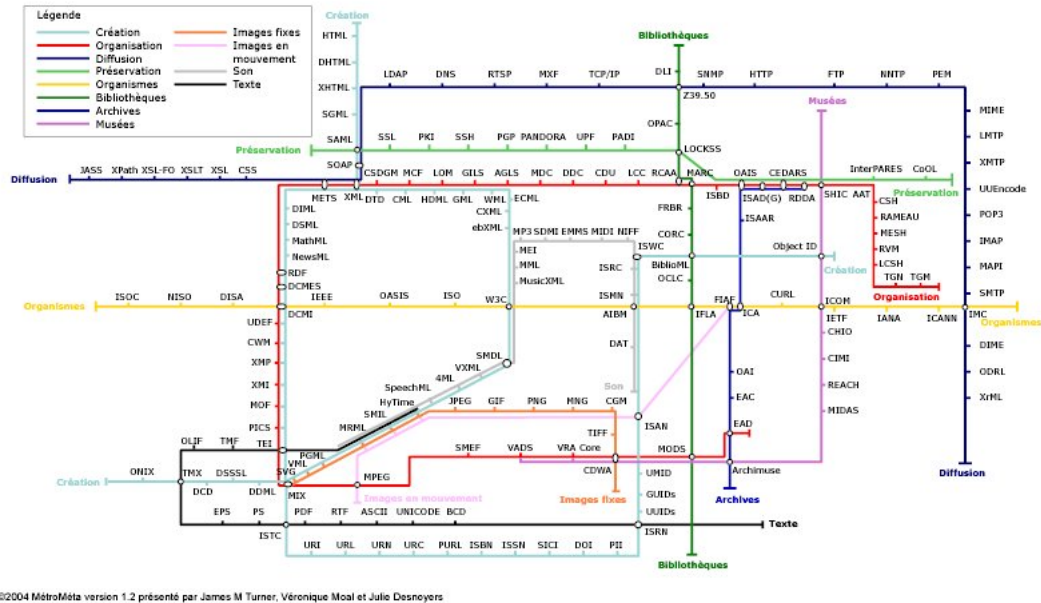 Légende
Création
Organisation
Diffusion
Préservation
Organismes
Bibliothèques
Archives
Musées
Images fixes
Images en
mouvement
Son
Texte
Création
HTML
DHTML
XHTML
SGML
SAML
SOAP
Bibliothèques
DLI
LDAP DNS RTSP MXF TCP/IP SNMP HTTP FTP NNTP PEM
Z39.50
Musées
MIME
LMTP
XMTP
UUEncode
POP3
IMAP
MAPI
SMTP
OPAC
Préservation SSL PKI SSH PGP PANDORA UPF PADI LOCKSS
InterPARES CoOL
Préservation
Diffusion JASS XPath XSL-FO XSLT XSL CSS
CSDGM MCF LOM GILS AGLS MDC DDC CDU LCC RCAA MARC OAIS CEDARS
METS XML DTD CML HDML GML WML ECML
ISBD ISAD(G) RDDA SHIC AAT
CXML
ebXML
ISAAR
DIML
DSML
MathML
NewsML
RDF
DCMES
FRBR
CORC
BiblioML
OCLC
CSH
RAMEAU
MESH
RVM
LCSH
TGN TGM
Organisation
MP3 SDMI EMMS MIDI NIFF
ISWC
MEI
MML
MusicXML
ISRC
ISMN
Object ID
Création
Organismes ISOC NISO DISA DCMI IEEE OASIS ISO W3C AIBM IFLA FIAF ICA CURL ICOM IETF IANA ICANN IMC
Organismes
UDEF
CWM
XMP
XMI
MOF
PICS
TEI
DAT
Son
CHIO
CIMI
REACH
MIDAS
DIME
ODRL
XrML
Diffusion
SMDL
VXML
4ML
SpeechML
HyTime
SMIL
MRML
PGML
VML
SVG
JPEG GIF PNG MNG CGM
TIFF
ISAN
OAI
EAC
EAD
OLIF TMF
SMEF VADS VRA Core
CDWA
MODS
Archimuse
Archives
Création ONIX TMX DSSSL
DCD DDML MIX
MPEG
Images en mouvement
Images fixes
UMID
GUIDs
UUIDs
ISRN
EPS PS PDF RTF ASCII UNICODE BCD
Texte
ISTC
URI URL URN URC PURL ISBN ISSN SICI DOI PII
Bibliothèques
©2004 MétroMéta version 1.2 présenté par James M Turner, Véronique Moal et Julie Desnoyers